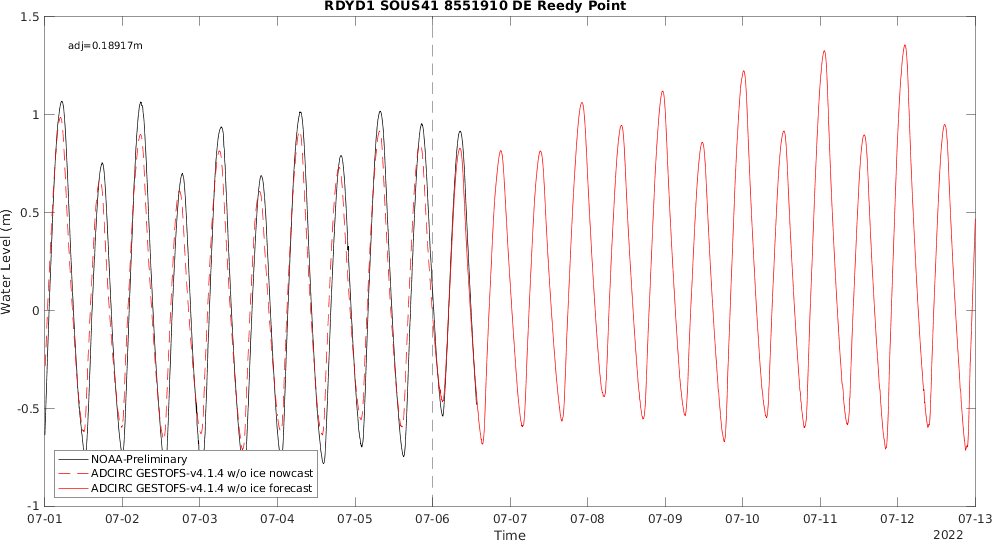 RDYD1 SOUS41 8551910 DE Reedy Point
adj=0.18917m
Water Level (m)
1.5
1
0.5
0
-0.5
-1
NOAA-Preliminary
ADCIRC GESTOFS-v4.1.4 w/o ice nowcast
ADCIRC GESTOFS-v4.1.4 w/o ice forecast
07-01 07-02 07-03 07-04 07-05 07-06 07-07 07-08 07-09 07-10 07-11 07-12 07-13
Time
2022